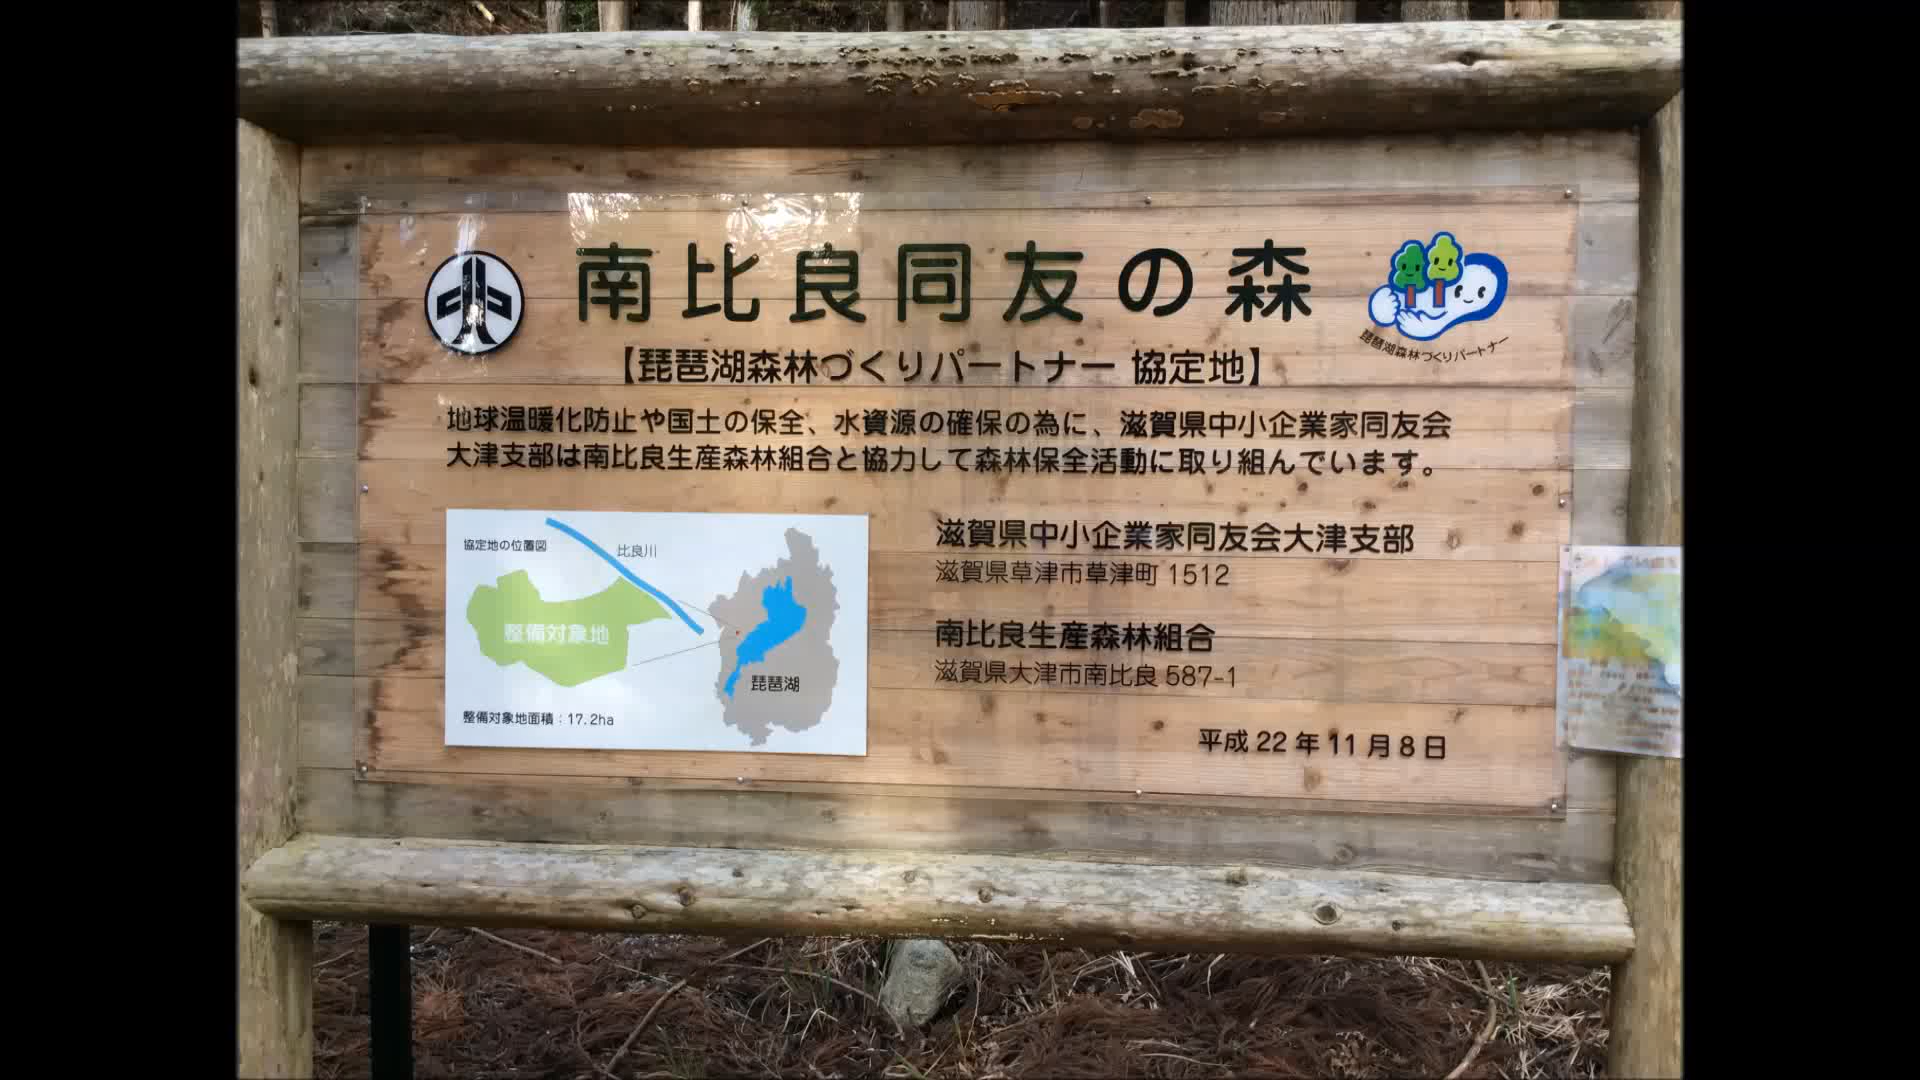 南比良同友の森
【琵琶湖森林づくりパートナー 協定地】
琵琶湖森林づくりパートナー
地球温暖化防止や国土の保全、水資源の確保の為に、滋賀県中小企業家同友会
大津支部は南比良生産森林組合と協力して森林保全活動に取り組んでいます。
協定地の位置図
比良川
整備対象地
琵琶湖
整備対象地面積：17.2ha
滋賀県中小企業家同友会大津支部
滋賀県草津市草津町 1512
南比良生産森林組合
滋賀県大津市南比良 587-1
平成 22 年 11 月 8 日